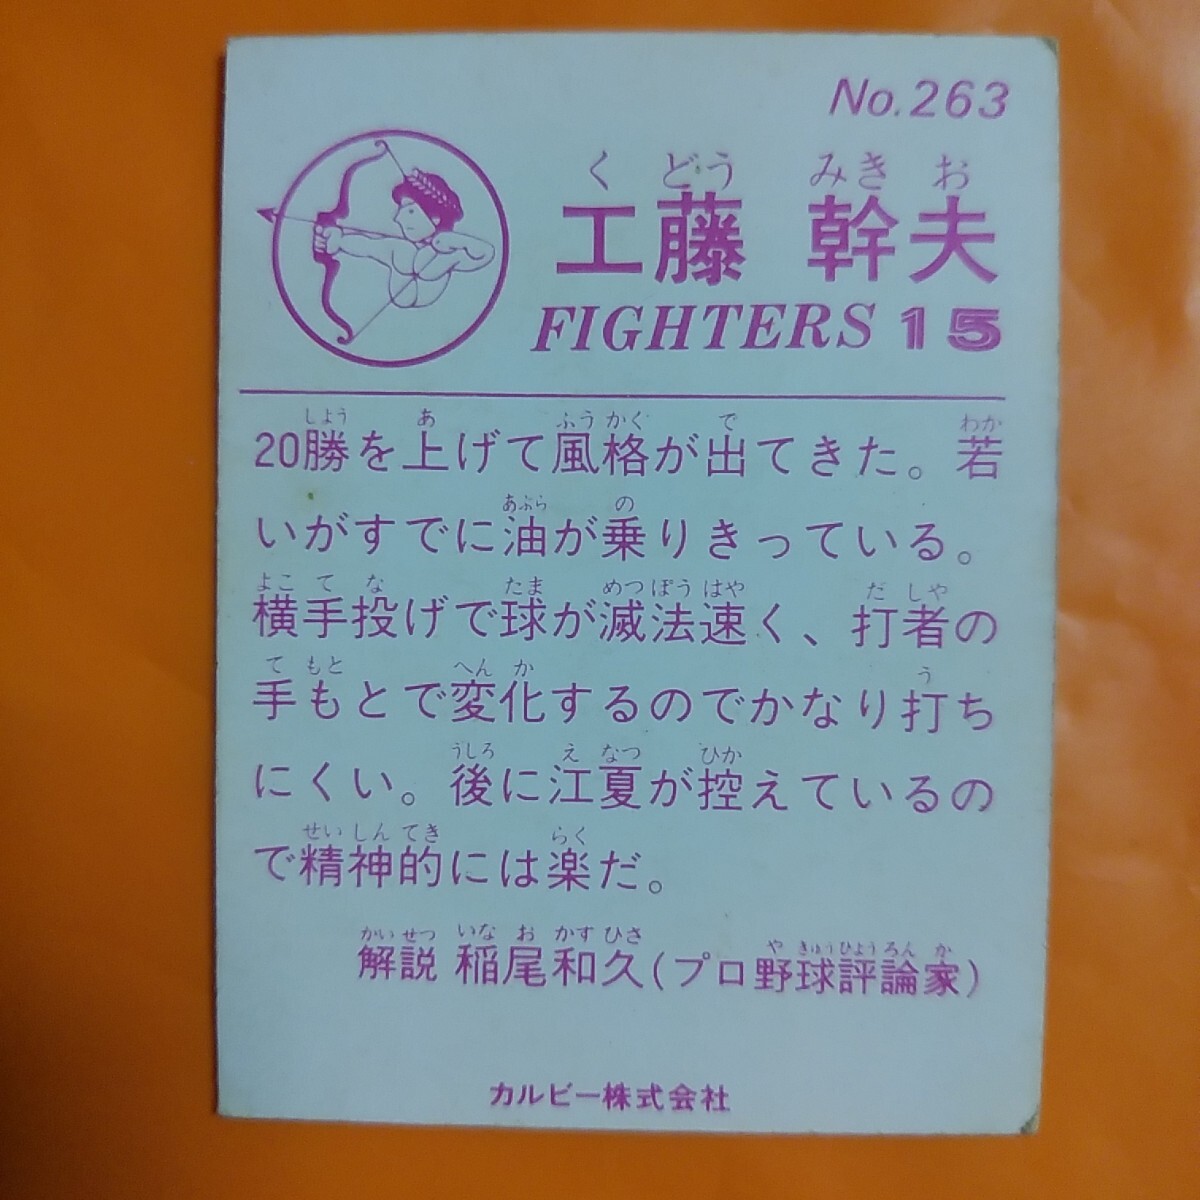 No.263
くどう みきお
工藤 幹夫
FIGHTERS 15
しよう あ ふうかく で わか
20勝を上げて風格が出てきた。若
あぶら の
いがすでに油が乗りきっている。
よこ て な たま めつぽう はや だ しや
横手投げで球が滅法速く、打者の
て もと へん か う
手もとで変化するのでかなり打ち
うしろ え なつ ひか
にくい。後に江夏が控えているの
せい しん てき らく
で精神的には楽だ。
かい せつ いな お かず ひさ や きゅう ひよう ろん か
解説 稲尾和久(プロ野球評論家)
カルビー株式会社